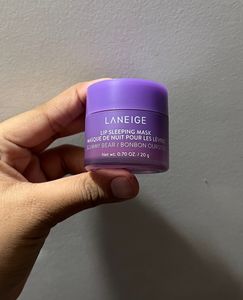 LANEIGE
LIP SLEEPING MASK
MASQUE DE NUIT POUR LES LÈVRES
GUMMY BEAR / BONBON OURSON
Net wt. 0.70 OZ. / 20 g